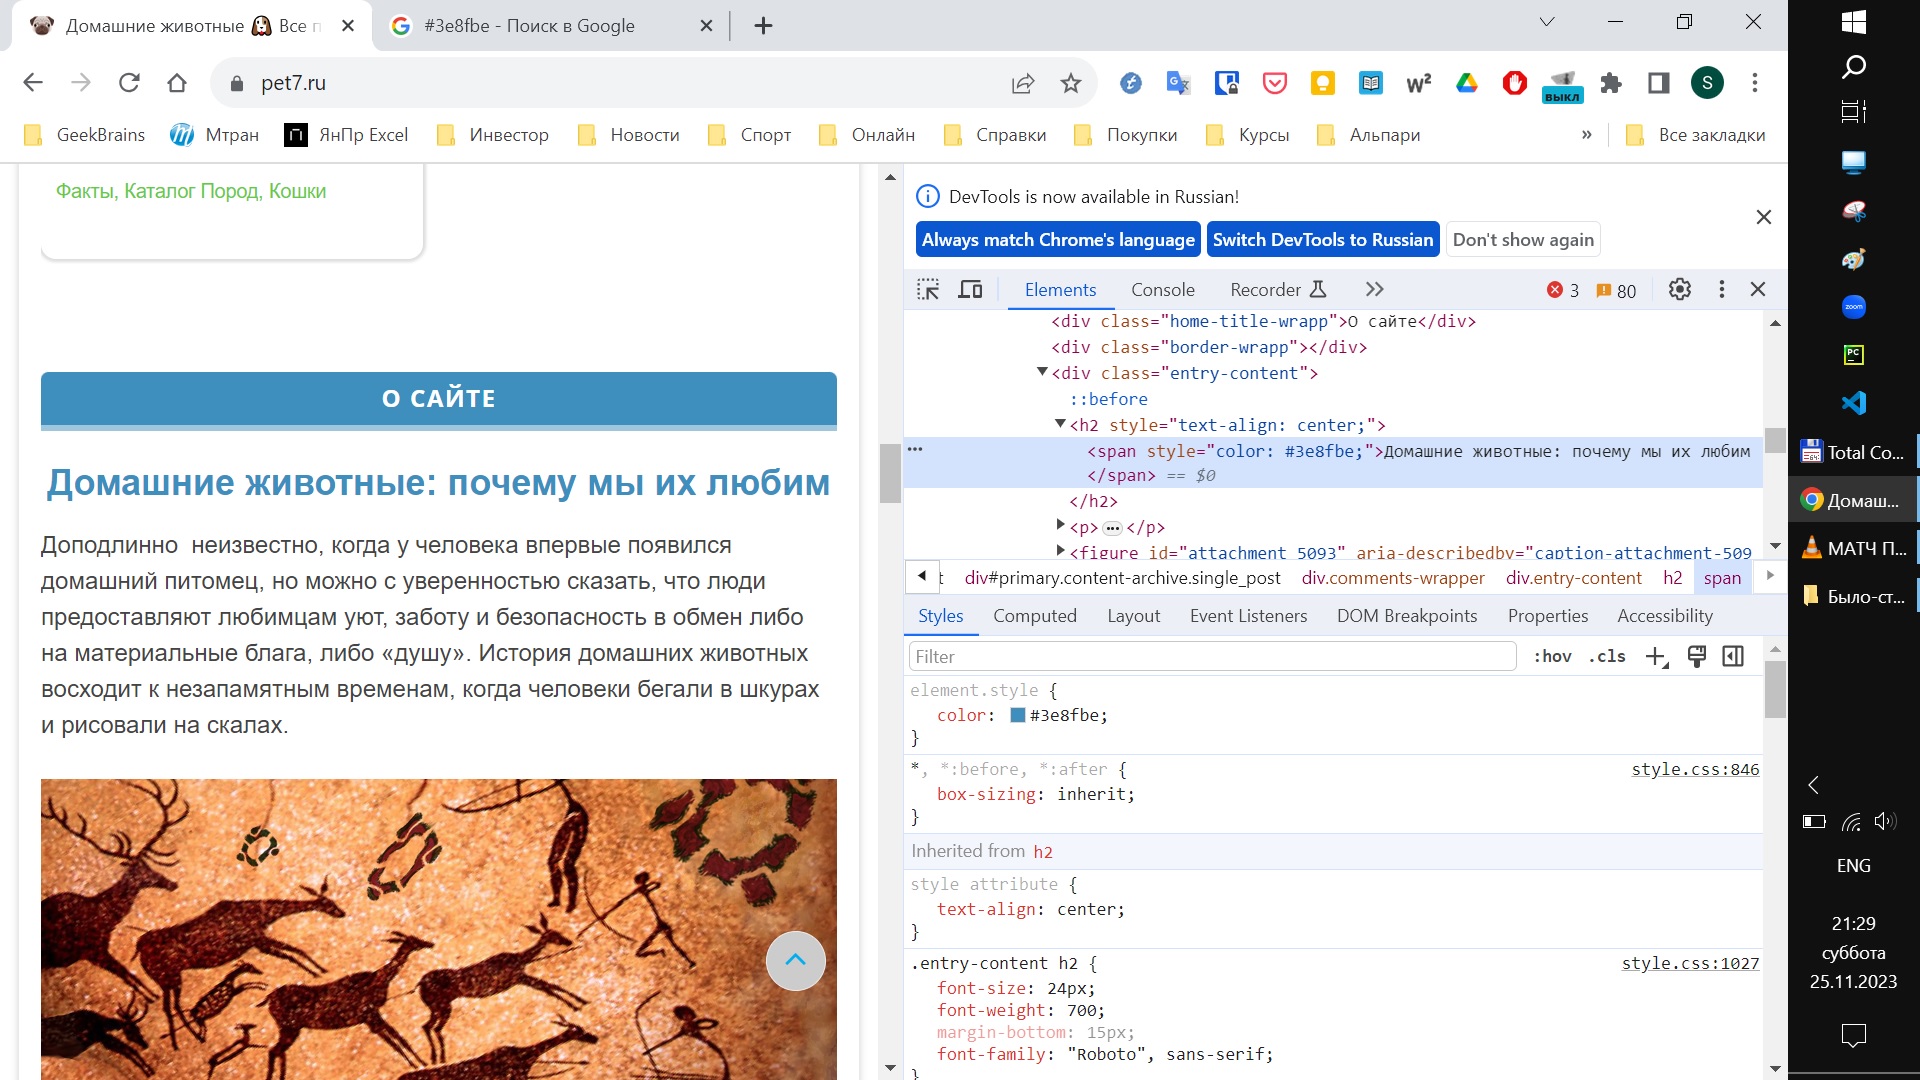 Домашние животные Все п
#3e8fbe - Поиск в Google
pet7.ru
W²
выкл
S
GeekBrains
Мтран
ЯнПр Excel
Инвестор
Новости
Спорт
Онлайн
Справки
Покупки
Курсы
Альпари
»
Все закладки
Факты, Каталог Пород, Кошки
О САЙТЕ
Домашние животные: почему мы их любим
Доподлинно  неизвестно, когда у человека впервые появился
домашний питомец, но можно с уверенностью сказать, что люди
предоставляют любимцам уют, заботу и безопасность в обмен либо
на материальные блага, либо «душу». История домашних животных
восходит к незапамятным временам, когда человеки бегали в шкурах
и рисовали на скалах.
DevTools is now available in Russian!
Always match Chrome's language
Switch DevTools to Russian
Don't show again
Elements
Console
Recorder
3
80
<div class="home-title-wrapp">О сайте</div>
<div class="border-wrapp"></div>
<div class="entry-content">
::before
<h2 style="text-align: center;">
<span style="color: #3e8fbe;">Домашние животные: почему мы их любим
</span> == $0
</h2>
<p>…</p>
<figure id="attachment_5093" aria-describedby="caption-attachment-509
t div#primary.content-archive.single_post div.comments-wrapper div.entry-content h2 span
Styles
Computed
Layout
Event Listeners
DOM Breakpoints
Properties
Accessibility
Filter
:hov
.cls
element.style {
color: #3e8fbe;
}
*, *:before, *:after {
style.css:846
box-sizing: inherit;
}
Inherited from h2
style attribute {
text-align: center;
}
.entry-content h2 {
style.css:1027
font-size: 24px;
font-weight: 700;
margin-bottom: 15px;
font-family: "Roboto", sans-serif;
}
zoom
PC
Total Co...
Домаш...
МАТЧ П...
Было-ст...
ENG
21:29
суббота
25.11.2023